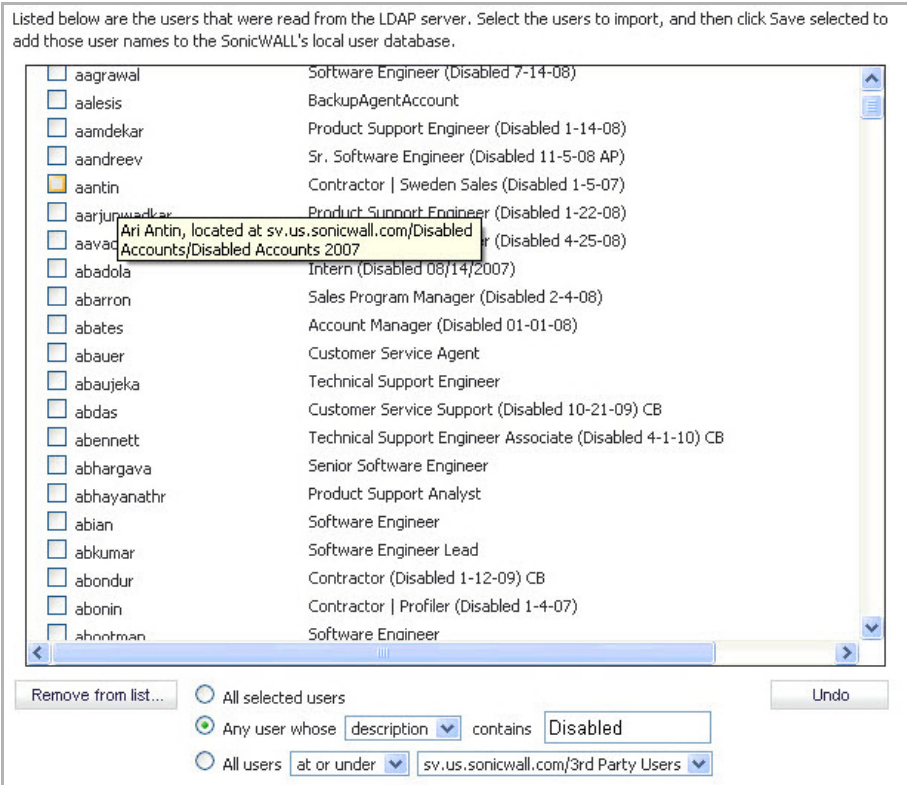 Listed below are the users that were read from the LDAP server. Select the users to import, and then click Save selected to
add those user names to the SonicWALL's local user database.
aagrawal Software Engineer (Disabled 7-14-08)
aalesis BackupAgentAccount
aamdekar Product Support Engineer (Disabled 1-14-08)
aandreev Sr. Software Engineer (Disabled 11-5-08 AP)
aantin Contractor | Sweden Sales (Disabled 1-5-07)
aarjunwadkar Product Support Engineer (Disabled 1-22-08)
Ari Antin, located at sv.us.sonicwall.com/Disabled
Accounts/Disabled Accounts 2007
(Disabled 4-25-08)
abadola Intern (Disabled 08/14/2007)
abarron Sales Program Manager (Disabled 2-4-08)
abates Account Manager (Disabled 01-01-08)
abauer Customer Service Agent
abaujeka Technical Support Engineer
abdas Customer Service Support (Disabled 10-21-09) CB
abennett Technical Support Engineer Associate (Disabled 4-1-10) CB
abhargava Senior Software Engineer
abhayanathr Product Support Analyst
abian Software Engineer
abkumar Software Engineer Lead
abondur Contractor (Disabled 1-12-09) CB
abonin Contractor | Profiler (Disabled 1-4-07)
abootman Software Engineer
Remove from list... All selected users Undo
Any user whose description contains Disabled
All users at or under sv.us.sonicwall.com/3rd Party Users